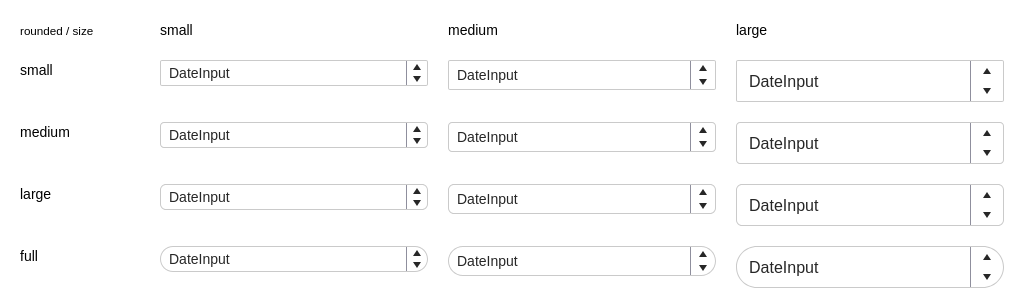 rounded / size small medium large
small DateInput DateInput DateInput
medium DateInput DateInput DateInput
large DateInput DateInput DateInput
full DateInput DateInput DateInput